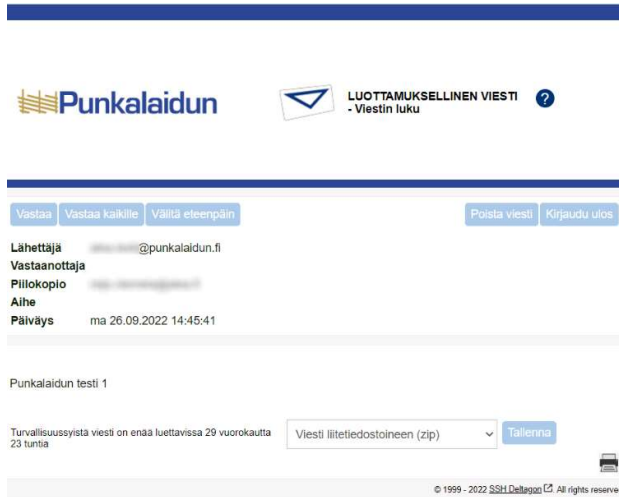 Punkalaidun
LUOTTAMUKSELLINEN VIESTI
- Viestin luku
?
Vastaa Vastaa kaikille Välitä eteenpäin Poista viesti Kirjaudu ulos
Lähettäjä @punkalaidun.fi
Vastaanottaja
Piilokopio
Aihe
Päiväys ma 26.09.2022 14:45:41
Punkalaidun testi 1
Turvallisuussyistä viesti on enää luettavissa 29 vuorokautta
23 tuntia
Viesti liitetiedostoineen (zip) Tallenna
© 1999 - 2022 SSH Deltagon All rights reserve